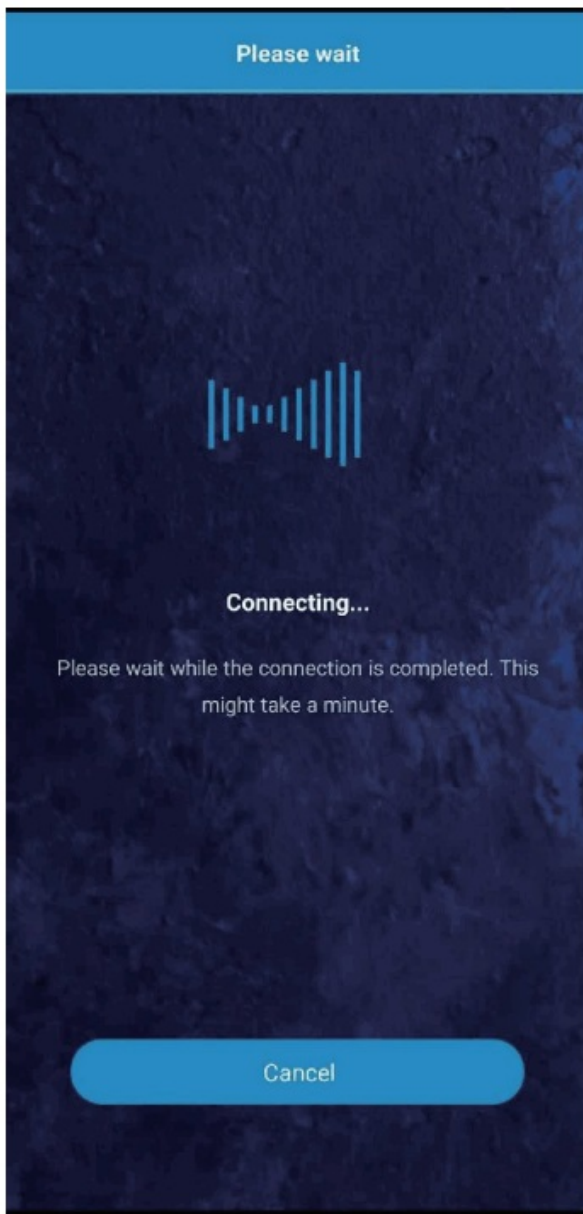 Please wait
Connecting...
Please wait while the connection is completed. This
might take a minute.
Cancel